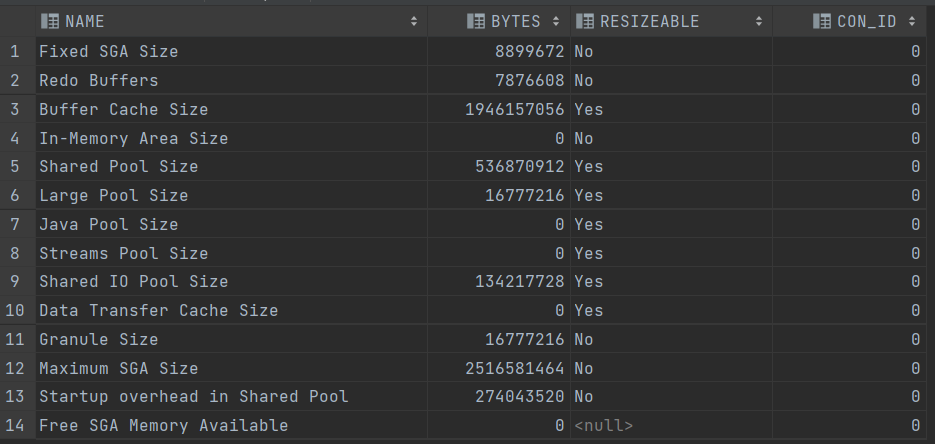 NAME BYTES RESIZEABLE CON_ID
1 Fixed SGA Size 8899672 No 0
2 Redo Buffers 7876608 No 0
3 Buffer Cache Size 1946157056 Yes 0
4 In-Memory Area Size 0 No 0
5 Shared Pool Size 536870912 Yes 0
6 Large Pool Size 16777216 Yes 0
7 Java Pool Size 0 Yes 0
8 Streams Pool Size 0 Yes 0
9 Shared IO Pool Size 134217728 Yes 0
10 Data Transfer Cache Size 0 Yes 0
11 Granule Size 16777216 No 0
12 Maximum SGA Size 2516581464 No 0
13 Startup overhead in Shared Pool 274043520 No 0
14 Free SGA Memory Available 0 <null> 0